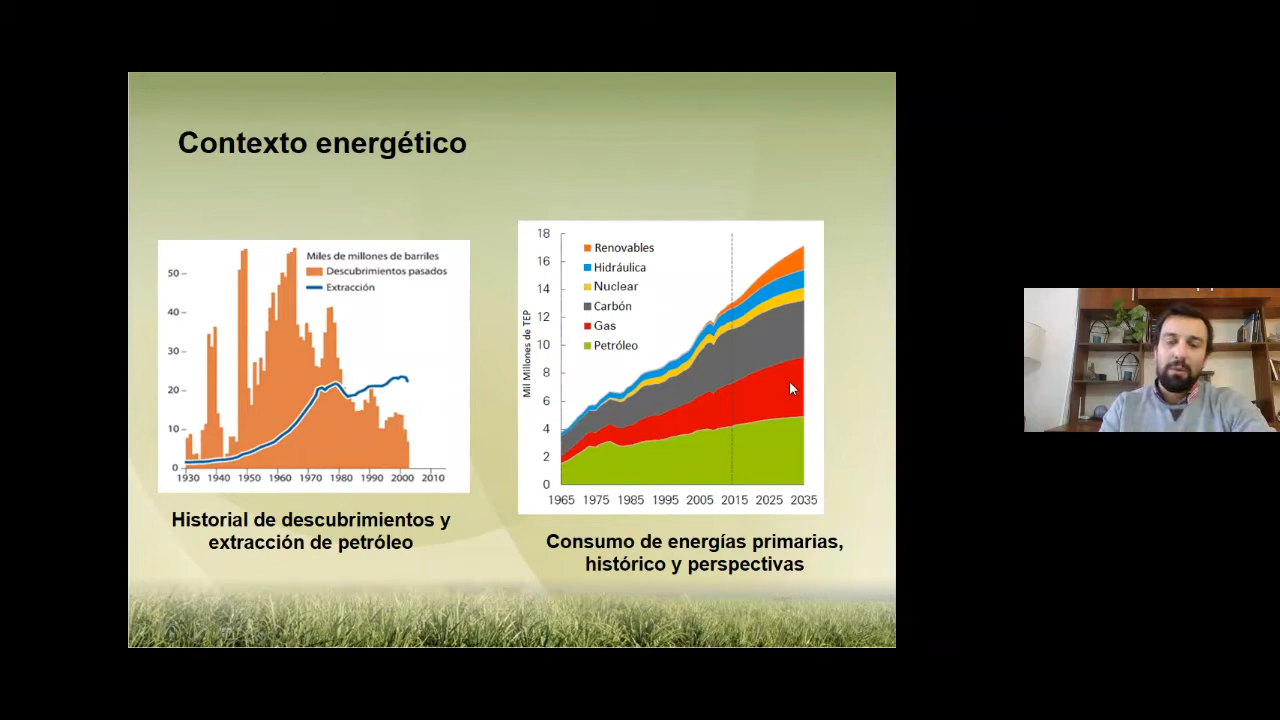 Contexto energético
Miles de millones de barriles
Descubrimientos pasados
Extracción
50
40
30
20
10
0
1930 1940 1950 1960 1970 1980 1990 2000 2010
Historial de descubrimientos y
extracción de petróleo
18
16
14
12
10
8
6
4
2
0
Mil Millones de TEP
Renovables
Hidráulica
Nuclear
Carbón
Gas
Petróleo
1965 1975 1985 1995 2005 2015 2025 2035
Consumo de energías primarias,
histórico y perspectivas